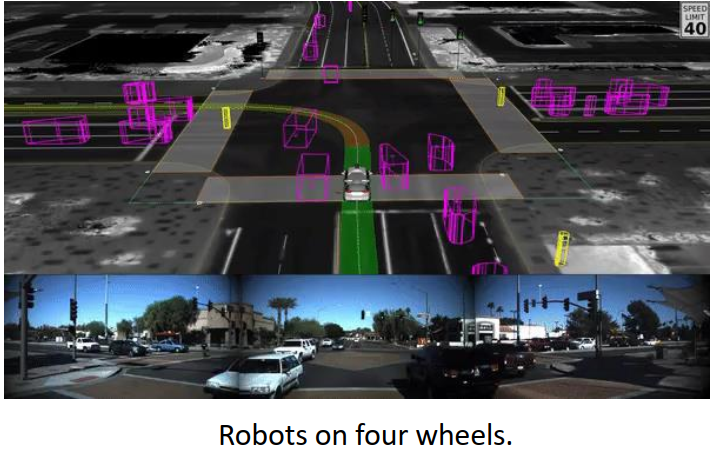 SPEED
LIMIT
40
Robots on four wheels.